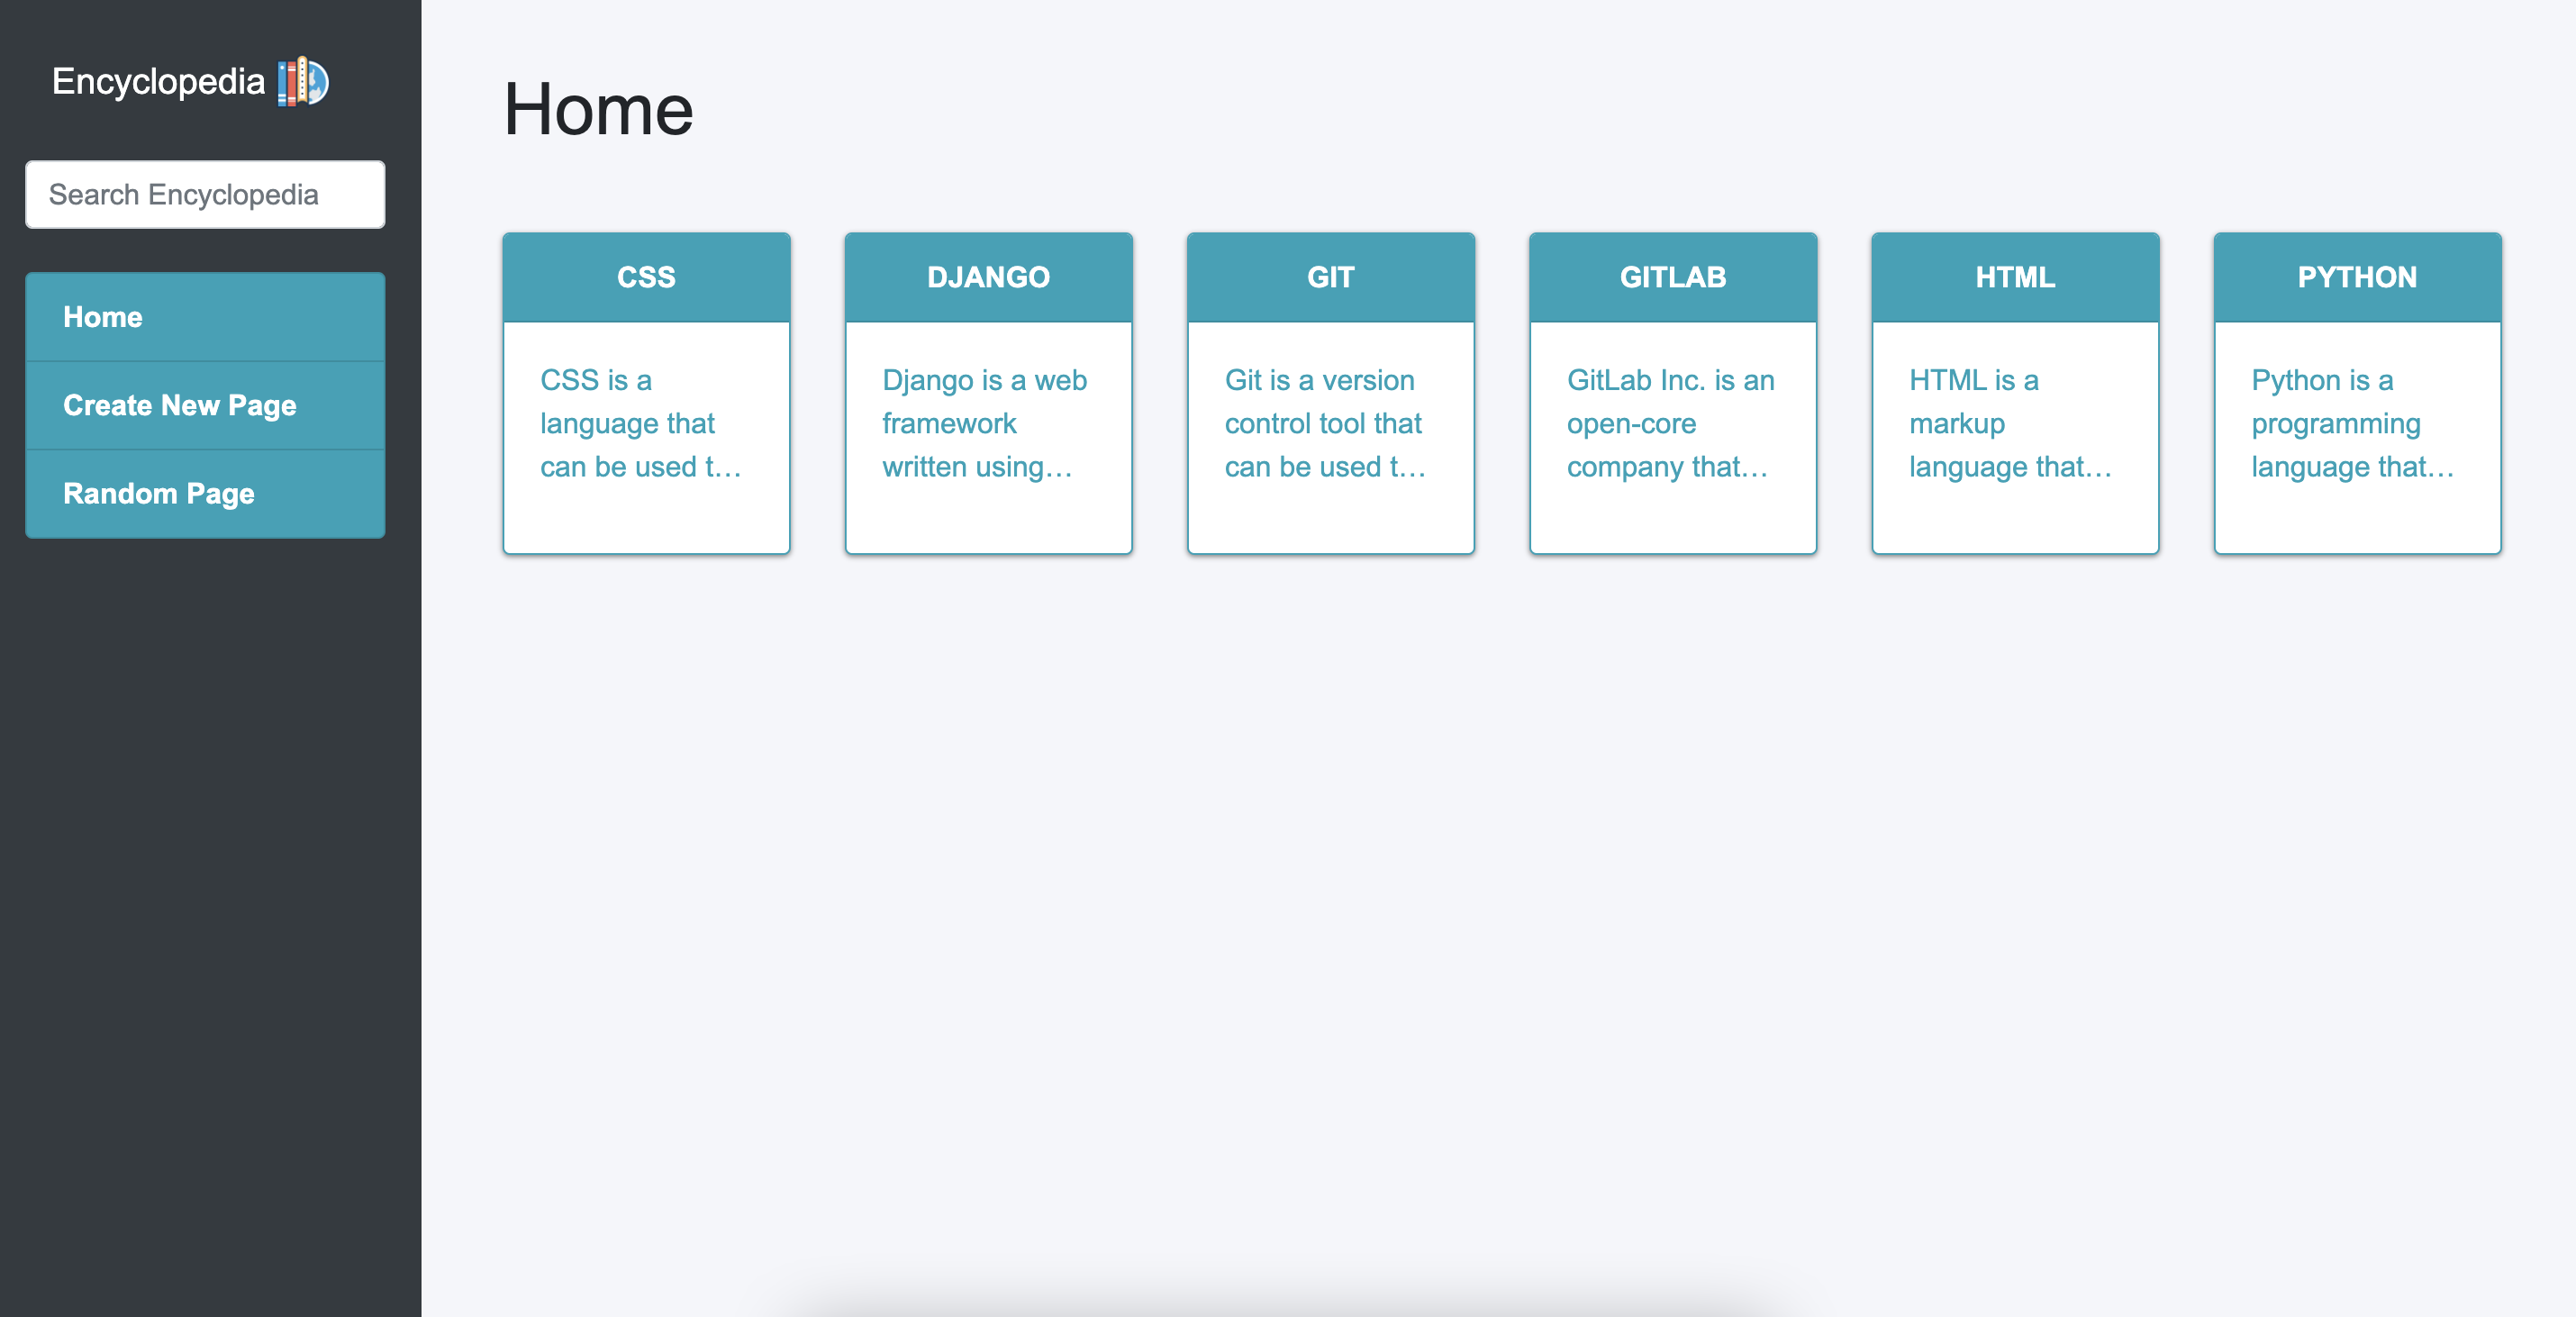 Encyclopedia
Search Encyclopedia
Home
Create New Page
Random Page
Home
CSS
CSS is a
language that
can be used t…
DJANGO
Django is a web
framework
written using…
GIT
Git is a version
control tool that
can be used t…
GITLAB
GitLab Inc. is an
open-core
company that…
HTML
HTML is a
markup
language that…
PYTHON
Python is a
programming
language that…